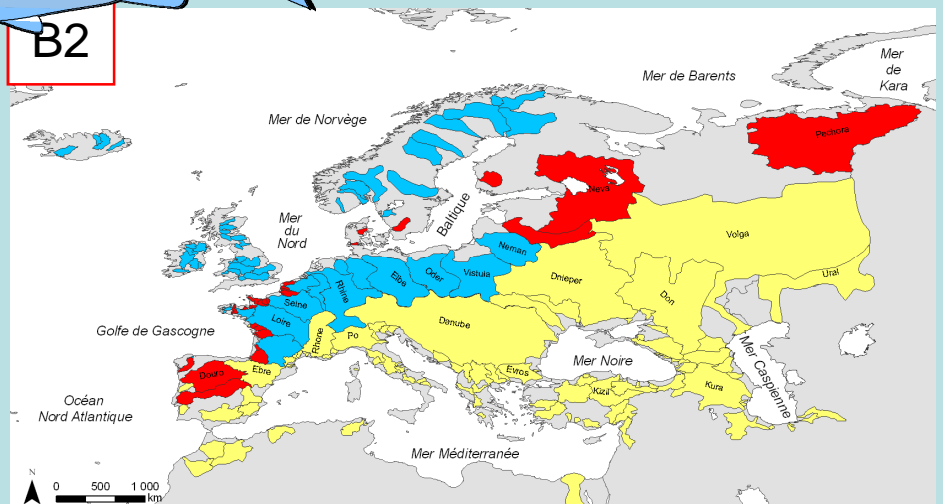 B2
Mer de Barents
Mer
de
Kara
Mer de Norvège
Pechora
Neva
Baltique
Mer
du
Nord
Volga
Neman
Ural
Vistula
Oder
Elbe
Rhine
Dnieper
Don
Seine
Loire
Danube
Golfe de Gascogne
Rhone
Po
Mer Noire
Mer Caspienne
Ebre
Douro
Evros
Kizil
Kura
Océan
Nord Atlantique
Mer Méditerranée
N
0 500 1 000
km